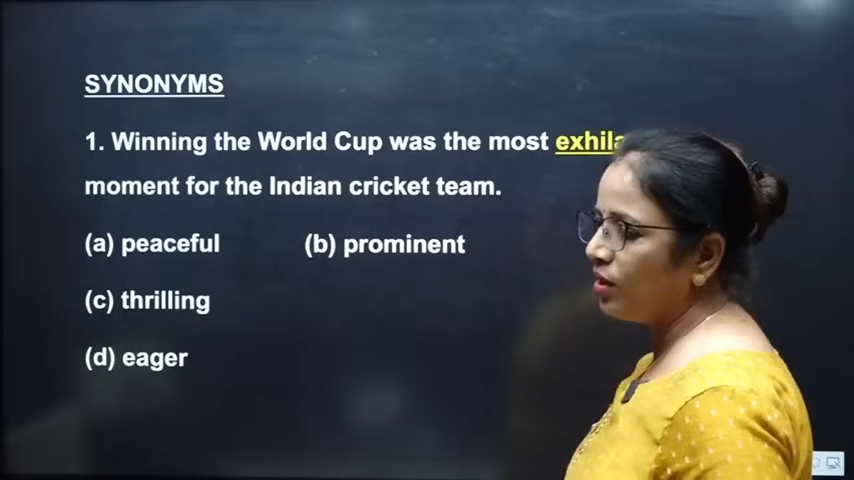 SYNONYMS
1. Winning the World Cup was the most
moment for the Indian cricket team.
(a) peaceful (b) prominent
(c) thrilling
(d) eager